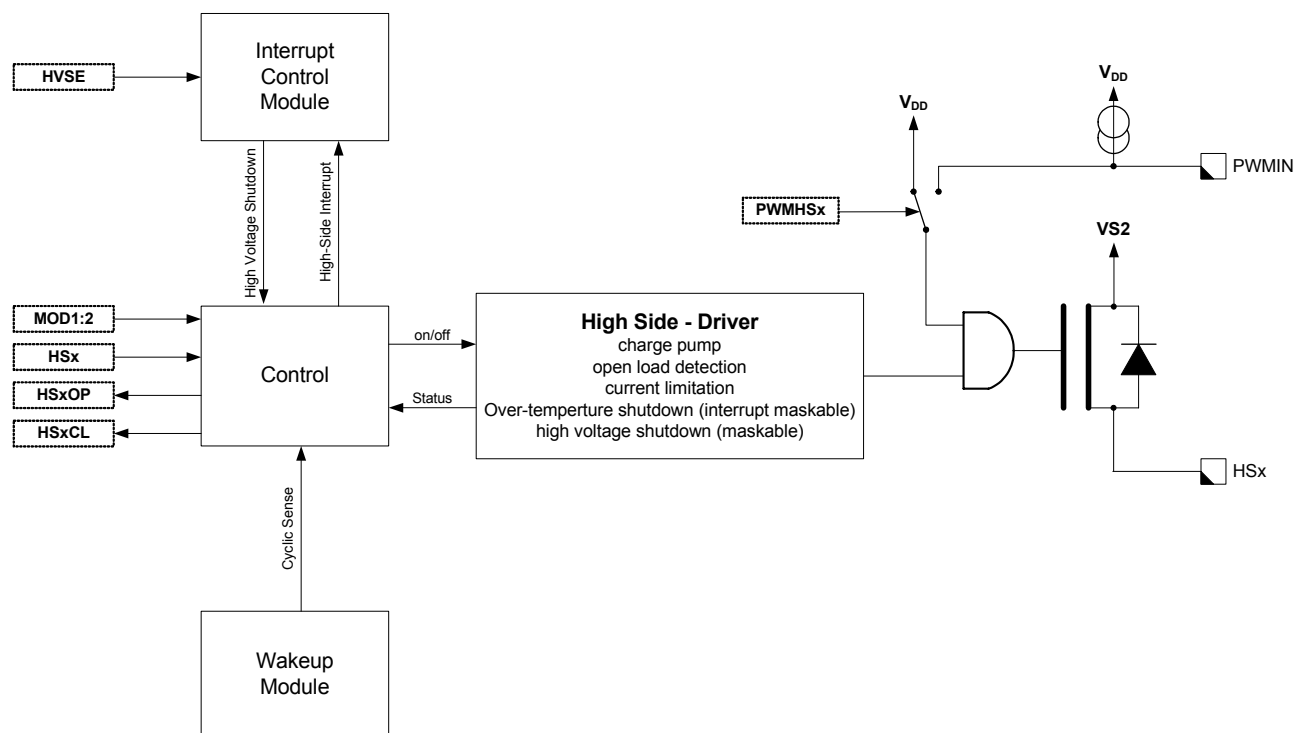 Interrupt
Control
Module
HVSE
High Voltage Shutdown
High-Side Interrupt
VDD
VDD
PWMIN
PWMHSx
VS2
MOD1:2
HSx
HSxOP
HSxCL
Control
on/off
Status
High Side - Driver
charge pump
open load detection
current limitation
Over-temperture shutdown (interrupt maskable)
high voltage shutdown (maskable)
HSx
Cyclic Sense
Wakeup
Module